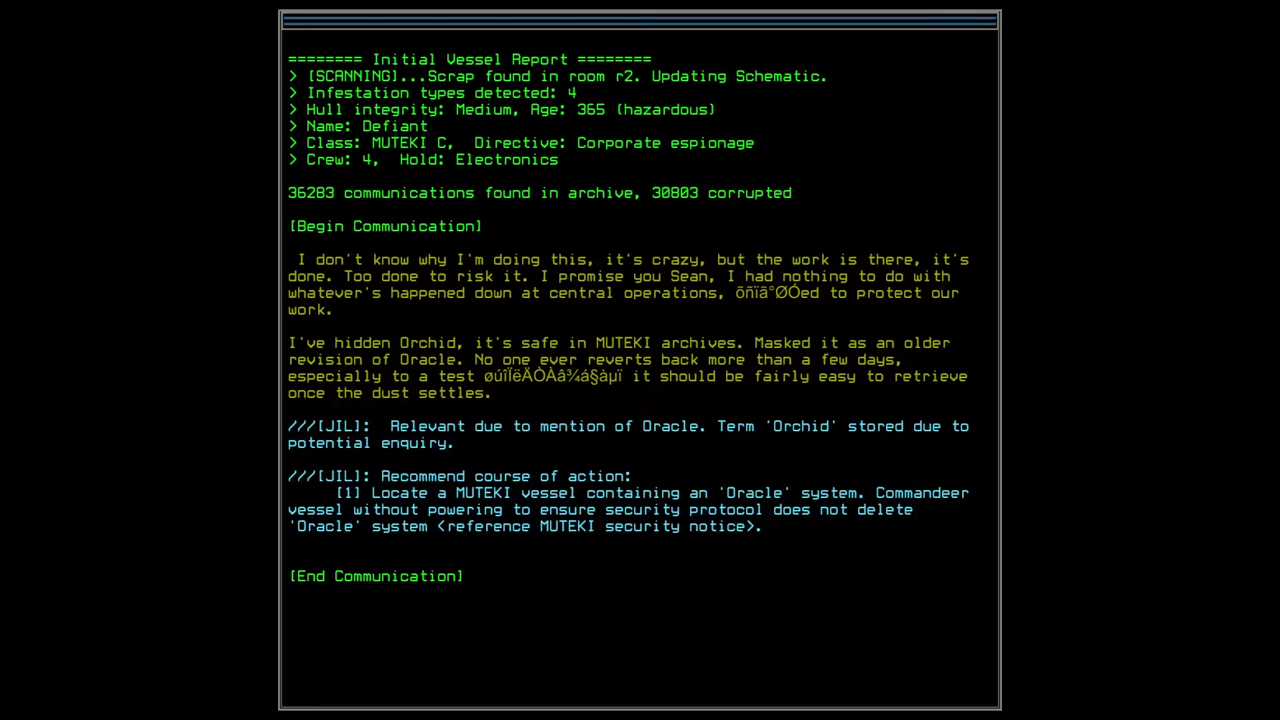 ======== Initial Vessel Report ========
> [SCANNING]...Scrap found in room r2. Updating Schematic.
> Infestation types detected: 4
> Hull integrity: Medium, Age: 365 (hazardous)
> Name: Defiant
> Class: MUTEKI C,  Directive: Corporate espionage
> Crew: 4,  Hold: Electronics
36283 communications found in archive, 30803 corrupted
[Begin Communication]
I don't know why I'm doing this, it's crazy, but the work is there, it's
done. Too done to risk it. I promise you Sean, I had nothing to do with
whatever's happened down at central operations, õñïã°ØÓed to protect our
work.
I've hidden Orchid, it's safe in MUTEKI archives. Masked it as an older
revision of Oracle. No one ever reverts back more than a few days,
especially to a test øúîÏëÄÒÀâ¾á§àµï it should be fairly easy to retrieve
once the dust settles.
///[JIL]:  Relevant due to mention of Oracle. Term 'Orchid' stored due to
potential enquiry.
///[JIL]: Recommend course of action:
[1] Locate a MUTEKI vessel containing an 'Oracle' system. Commandeer
vessel without powering to ensure security protocol does not delete
'Oracle' system <reference MUTEKI security notice>.
[End Communication]